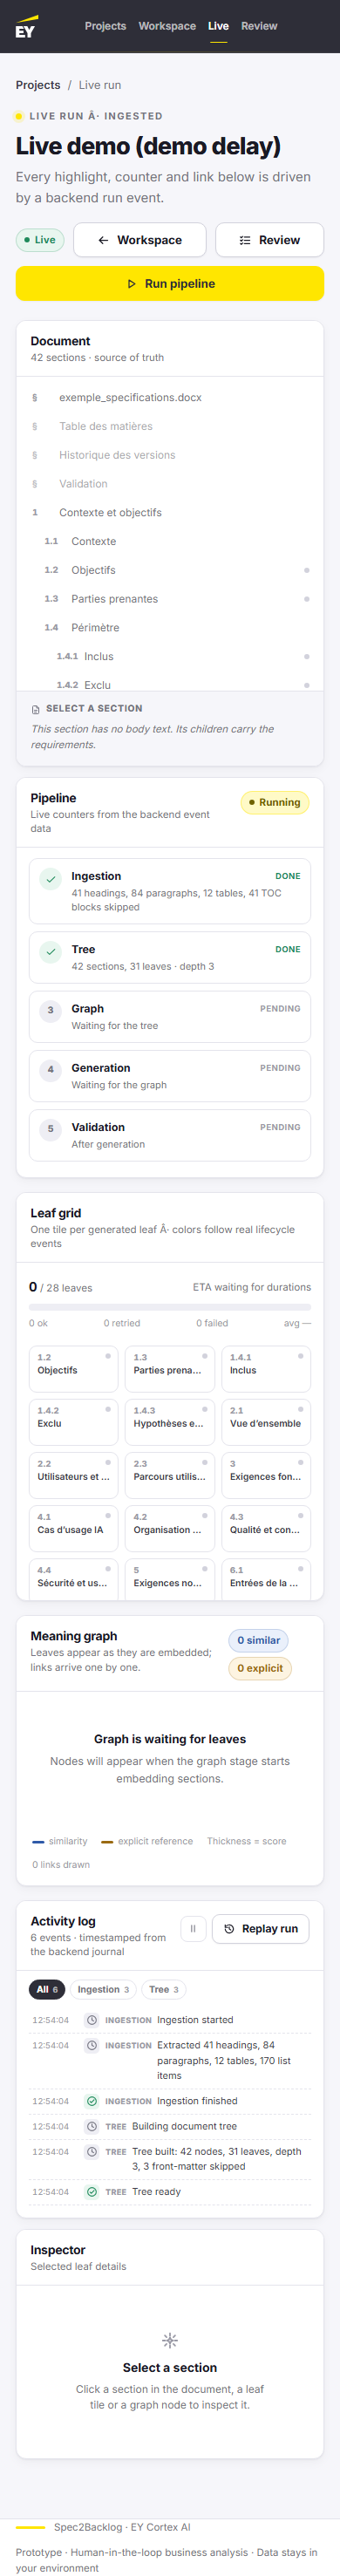 EY
Projects Workspace Live Review
Projects / Live run
LIVE RUN Â· INGESTED
Live demo (demo delay)
Every highlight, counter and link below is driven
by a backend run event.
Live
Workspace
Review
Run pipeline
Document
42 sections · source of truth
§ exemple_specifications.docx
§ Table des matières
§ Historique des versions
§ Validation
1 Contexte et objectifs
1.1 Contexte
1.2 Objectifs
1.3 Parties prenantes
1.4 Périmètre
1.4.1 Inclus
1.4.2 Exclu
SELECT A SECTION
This section has no body text. Its children carry the
requirements.
Pipeline
Running
Live counters from the backend event
data
Ingestion DONE
41 headings, 84 paragraphs, 12 tables, 41 TOC
blocks skipped
Tree DONE
42 sections, 31 leaves · depth 3
3 Graph PENDING
Waiting for the tree
4 Generation PENDING
Waiting for the graph
5 Validation PENDING
After generation
Leaf grid
One tile per generated leaf Â· colors follow real lifecycle
events
0 / 28 leaves ETA waiting for durations
0 ok 0 retried 0 failed avg —
1.2 1.3 1.4.1
Objectifs Parties prena... Inclus
1.4.2 1.4.3 2.1
Exclu Hypothèses e... Vue d'ensemble
2.2 2.3 3
Utilisateurs et ... Parcours utilis... Exigences fon...
4.1 4.2 4.3
Cas d'usage IA Organisation ... Qualité et con...
4.4 5 6.1
Sécurité et us... Exigences no... Entrées de la ...
Meaning graph
Leaves appear as they are embedded;
links arrive one by one.
0 similar
0 explicit
Graph is waiting for leaves
Nodes will appear when the graph stage starts
embedding sections.
similarity explicit reference Thickness = score
0 links drawn
Activity log
6 events · timestamped from
the backend journal
Replay run
All 6 Ingestion 3 Tree 3
12:54:04 INGESTION Ingestion started
12:54:04 INGESTION Extracted 41 headings, 84
paragraphs, 12 tables, 170 list
items
12:54:04 INGESTION Ingestion finished
12:54:04 TREE Building document tree
12:54:04 TREE Tree built: 42 nodes, 31 leaves, depth
3, 3 front-matter skipped
12:54:04 TREE Tree ready
Inspector
Selected leaf details
Select a section
Click a section in the document, a leaf
tile or a graph node to inspect it.
Spec2Backlog · EY Cortex AI
Prototype · Human-in-the-loop business analysis · Data stays in
your environment